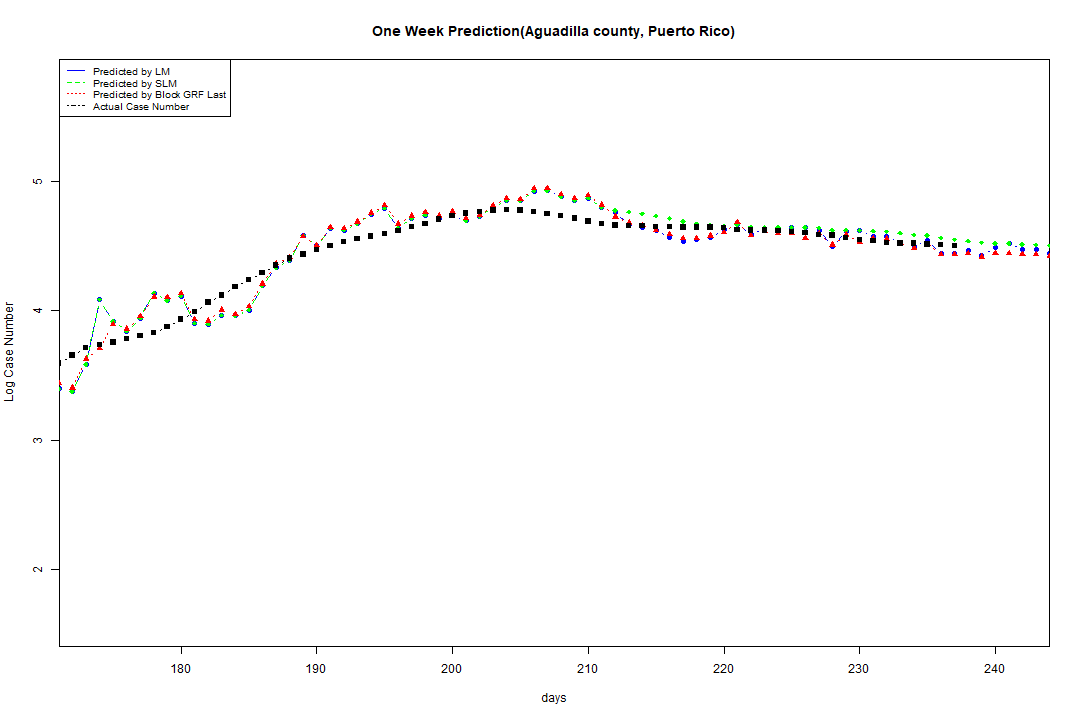 One Week Prediction(Aguadilla county, Puerto Rico)
Predicted by LM
Predicted by SLM
Predicted by Block GRF Last
Actual Case Number
Log Case Number
5
4
3
2
180 190 200 210 220 230 240
days